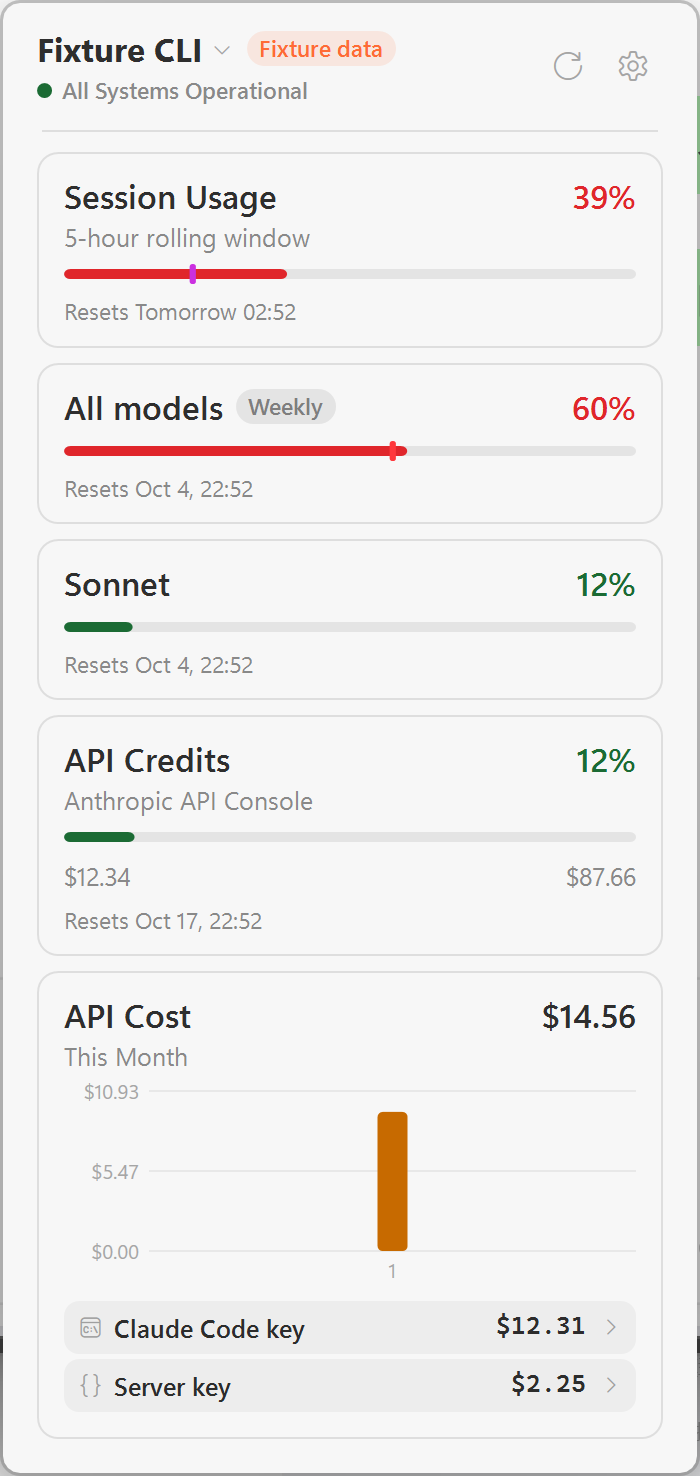 Fixture CLI Fixture data
All Systems Operational
Session Usage 39%
5-hour rolling window
Resets Tomorrow 02:52
All models Weekly 60%
Resets Oct 4, 22:52
Sonnet 12%
Resets Oct 4, 22:52
API Credits 12%
Anthropic API Console
$12.34 $87.66
Resets Oct 17, 22:52
API Cost $14.56
This Month
$10.93
$5.47
$0.00
1
C:\ Claude Code key $12.31
{} Server key $2.25